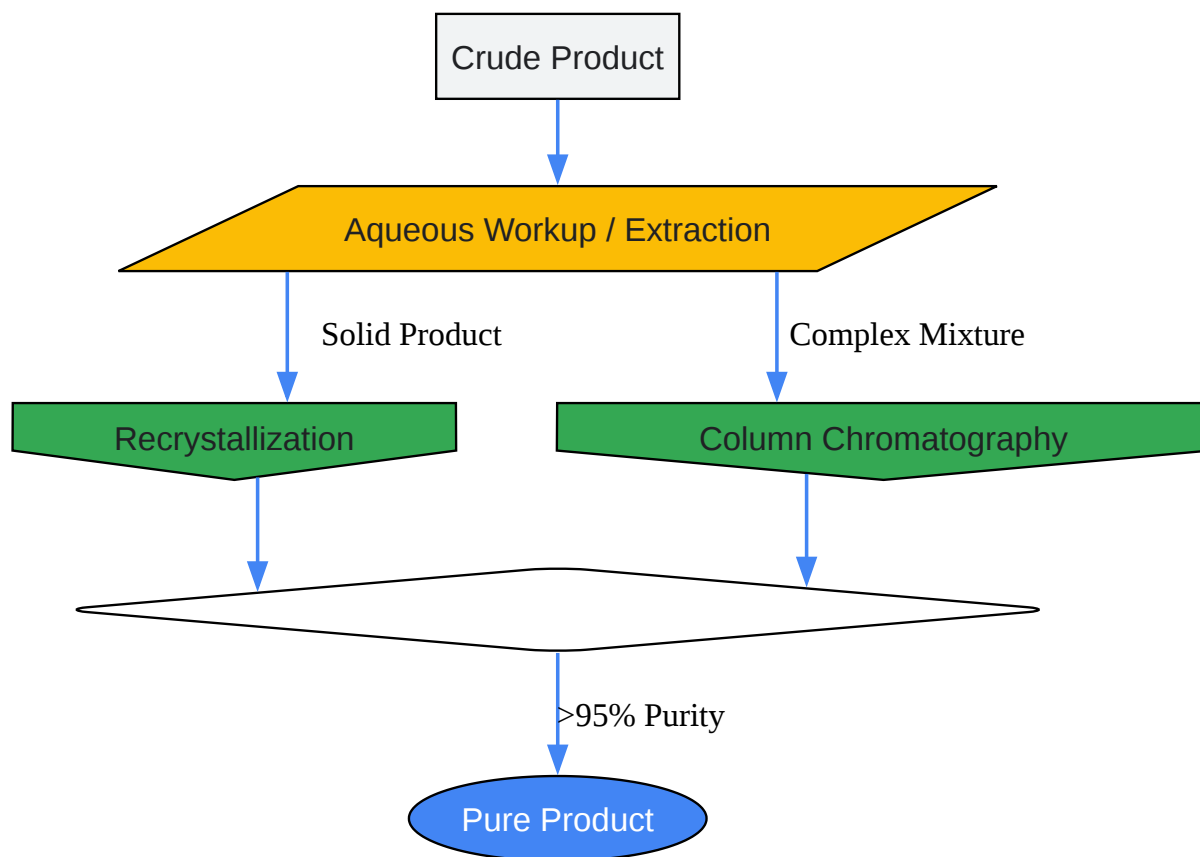 Crude Product
Aqueous Workup / Extraction
Solid Product
Complex Mixture
Recrystallization
Column Chromatography
>95% Purity
Pure Product